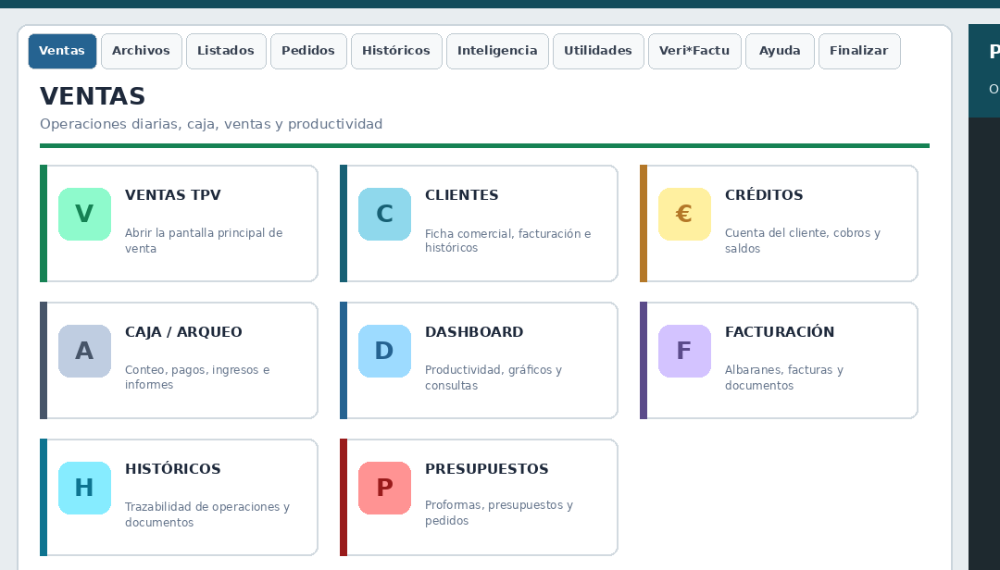 Ventas Archivos Listados Pedidos Históricos Inteligencia Utilidades Veri*Factu Ayuda Finalizar
VENTAS
Operaciones diarias, caja, ventas y productividad
V
VENTAS TPV
Abrir la pantalla principal de
venta
C
CLIENTES
Ficha comercial, facturación e
históricos
€
CRÉDITOS
Cuenta del cliente, cobros y
saldos
A
CAJA / ARQUEO
Conteo, pagos, ingresos e
informes
D
DASHBOARD
Productividad, gráficos y
consultas
F
FACTURACIÓN
Albaranes, facturas y
documentos
H
HISTÓRICOS
Trazabilidad de operaciones y
documentos
P
PRESUPUESTOS
Proformas, presupuestos y
pedidos